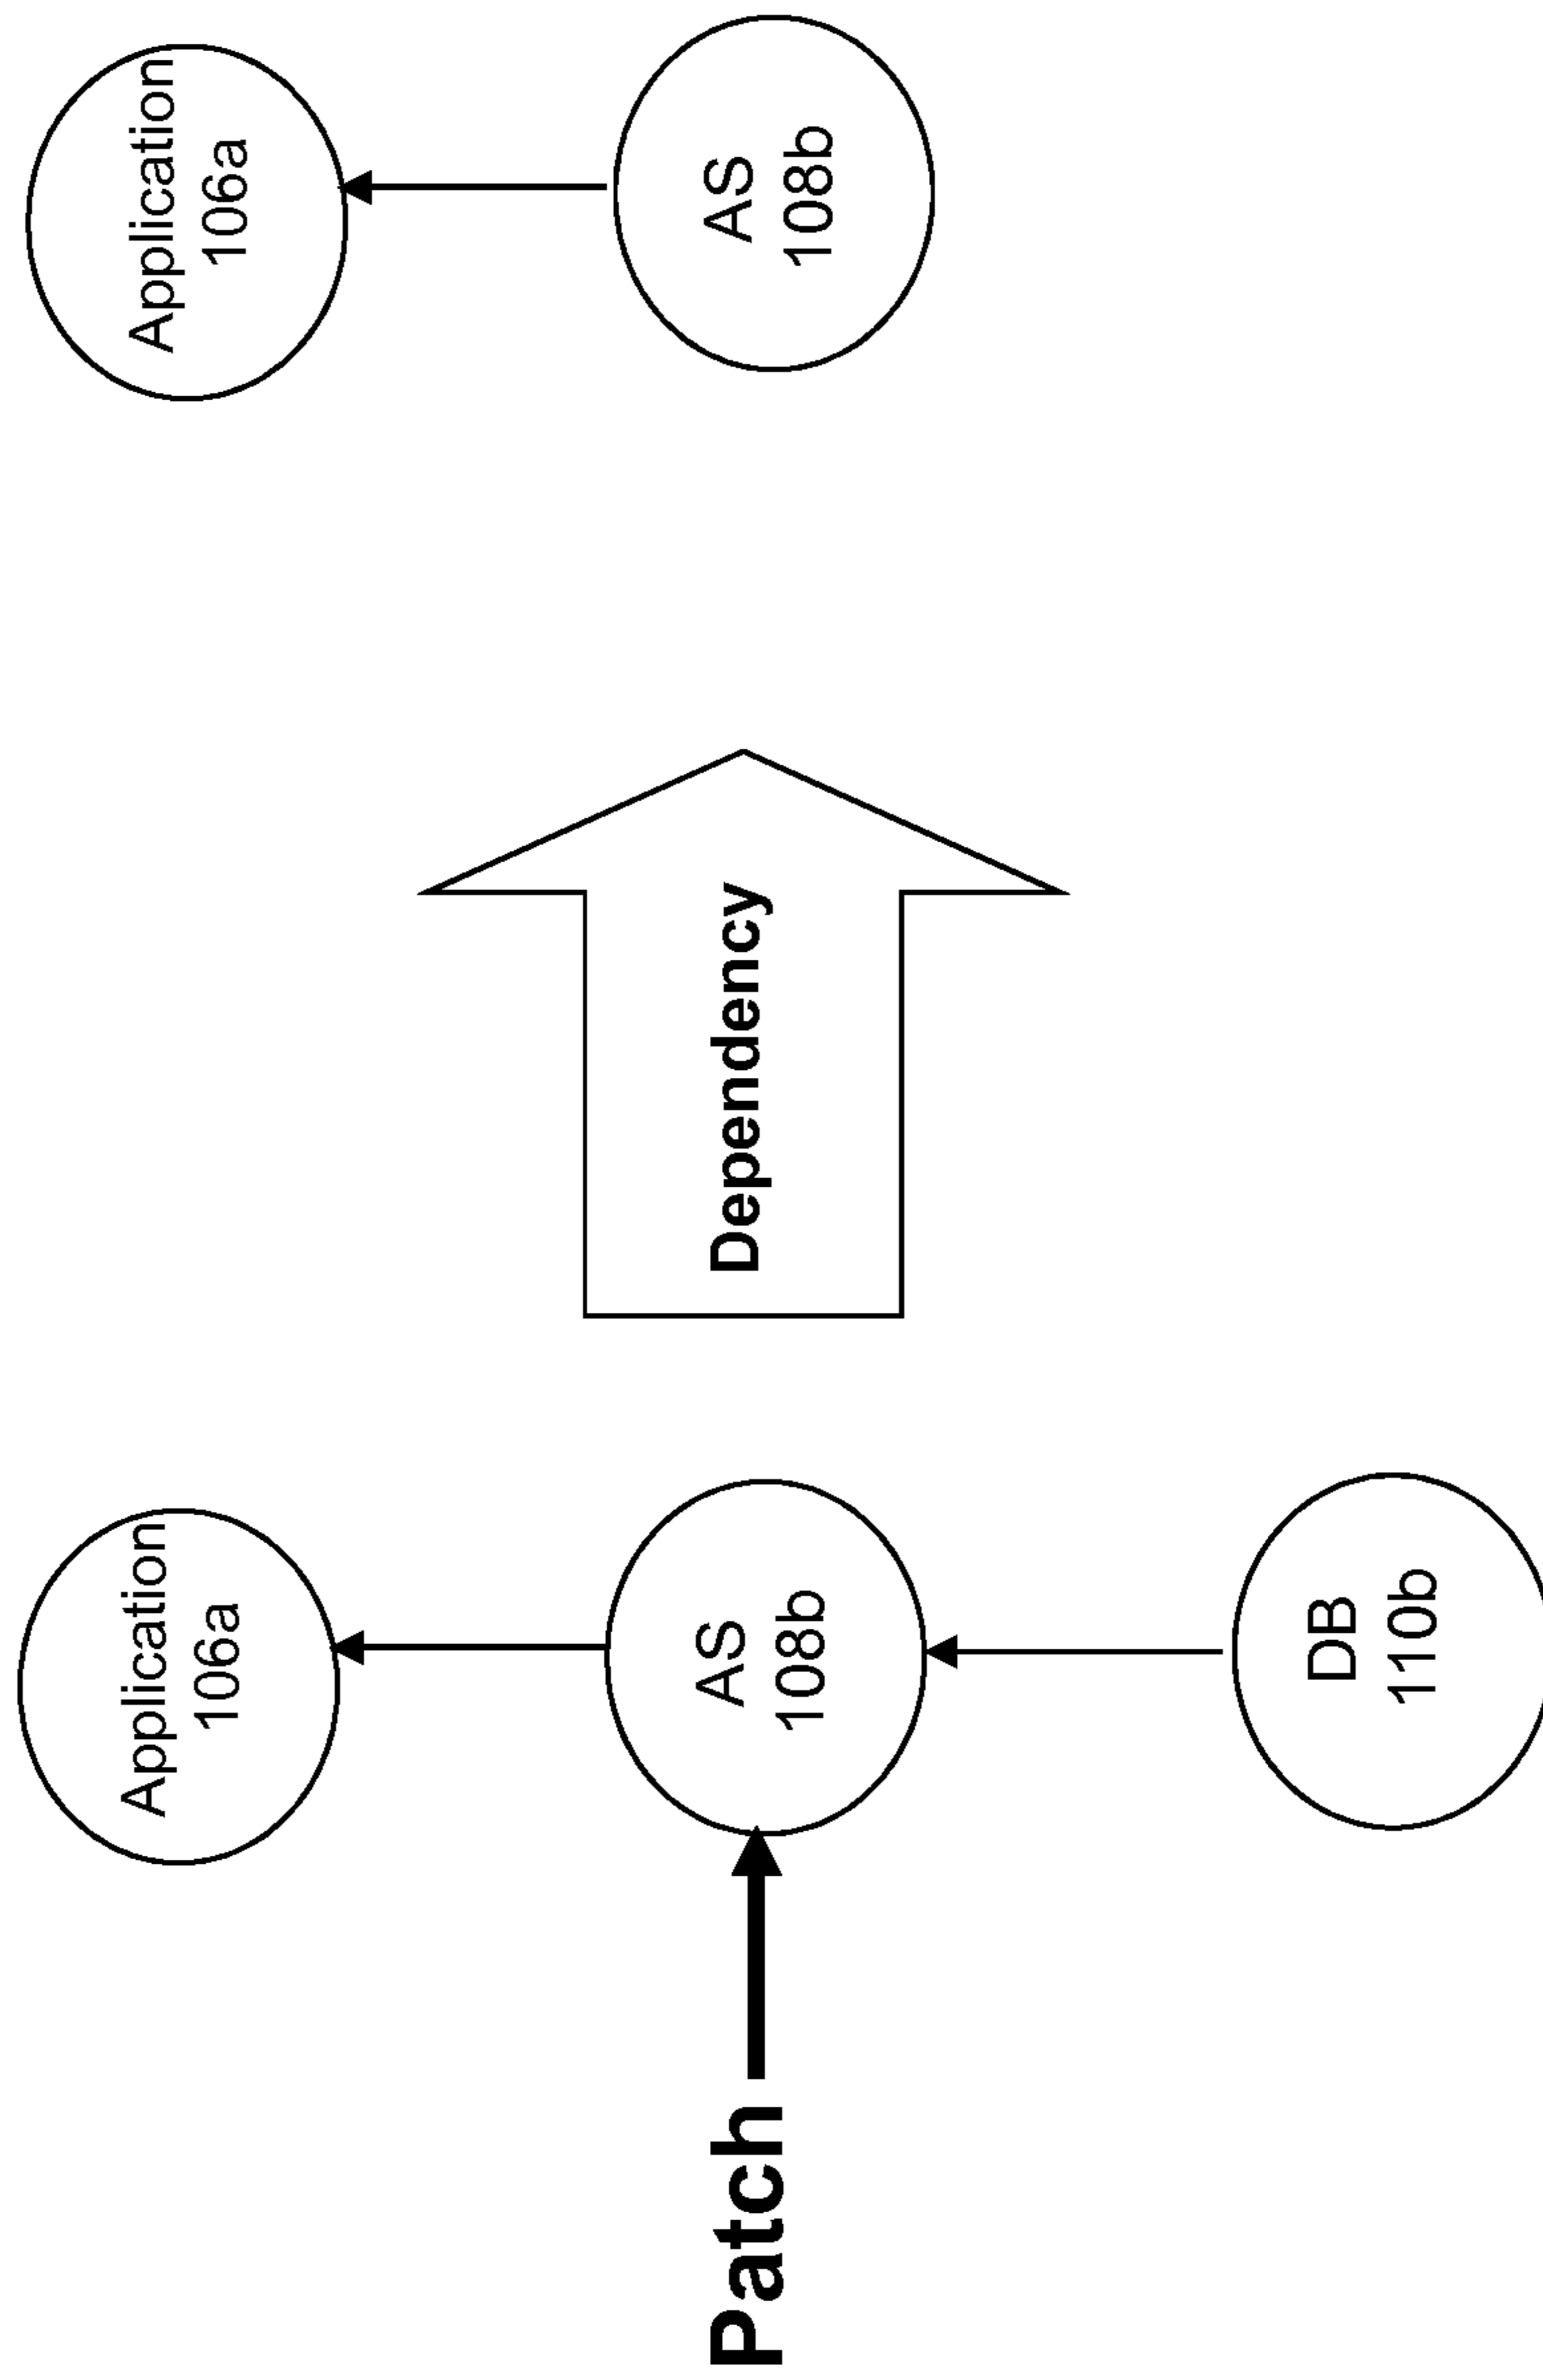 Application
106a
Application
106a
Patch
AS
108b
Dependency
AS
108b
DB
110b